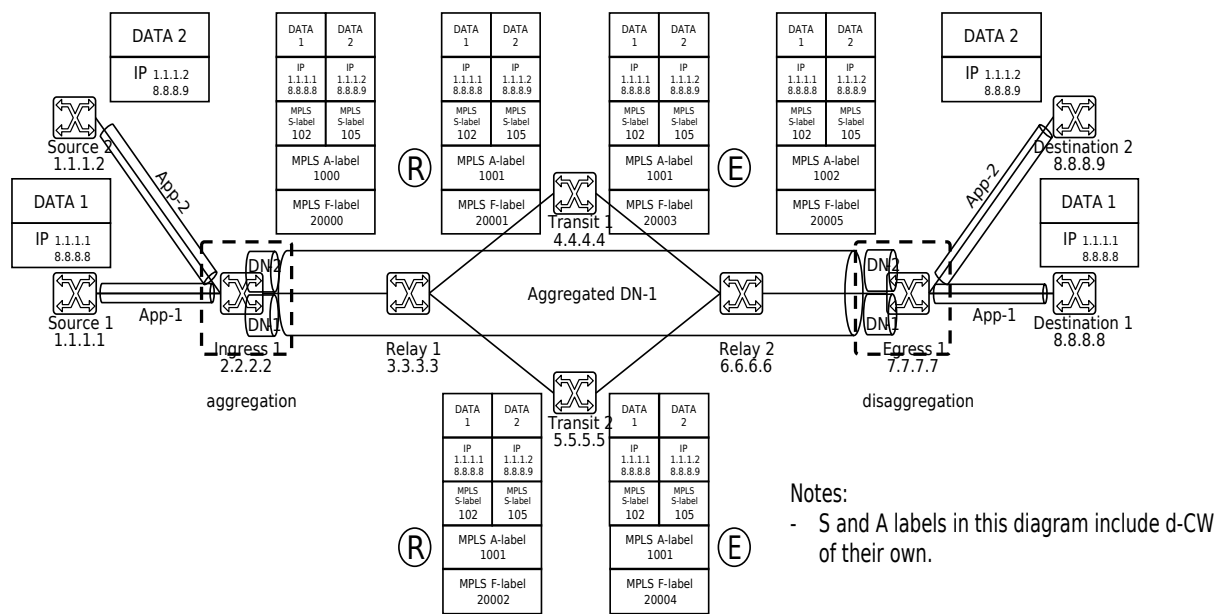 DATA 2
IP 1.1.1.2
8.8.8.9
DATA 1
DATA 2
IP 1.1.1.1 8.8.8.8
IP 1.1.1.2 8.8.8.9
MPLS S-label 102
MPLS S-label 105
MPLS A-label
1000
MPLS F-label
20000
R
DATA 1
DATA 2
IP 1.1.1.1 8.8.8.8
IP 1.1.1.2 8.8.8.9
MPLS S-label 102
MPLS S-label 105
MPLS A-label
1001
MPLS F-label
20001
DATA 1
DATA 2
IP 1.1.1.1 8.8.8.8
IP 1.1.1.2 8.8.8.9
MPLS S-label 102
MPLS S-label 105
MPLS A-label
1001
MPLS F-label
20003
E
DATA 1
DATA 2
IP 1.1.1.1 8.8.8.8
IP 1.1.1.2 8.8.8.9
MPLS S-label 102
MPLS S-label 105
MPLS A-label
1002
MPLS F-label
20005
DATA 2
IP 1.1.1.2
8.8.8.9
Source 2
1.1.1.2
App-2
Destination 2
8.8.8.9
App-2
DATA 1
IP 1.1.1.1
8.8.8.8
DATA 1
IP 1.1.1.1
8.8.8.8
Transit 1
4.4.4.4
DN-2
DN-1
Aggregated DN-1
DN-2
DN-1
Source 1
1.1.1.1
App-1
Ingress 1
2.2.2.2
Relay 1
3.3.3.3
Relay 2
6.6.6.6
Egress 1
7.7.7.7
App-1
Destination 1
8.8.8.8
aggregation
disaggregation
Transit 2
5.5.5.5
R
DATA 1
DATA 2
IP 1.1.1.1 8.8.8.8
IP 1.1.1.2 8.8.8.9
MPLS S-label 102
MPLS S-label 105
MPLS A-label
1001
MPLS F-label
20002
DATA 1
DATA 2
IP 1.1.1.1 8.8.8.8
IP 1.1.1.2 8.8.8.9
MPLS S-label 102
MPLS S-label 105
MPLS A-label
1001
MPLS F-label
20004
E
Notes:
- S and A labels in this diagram include d-CW
of their own.